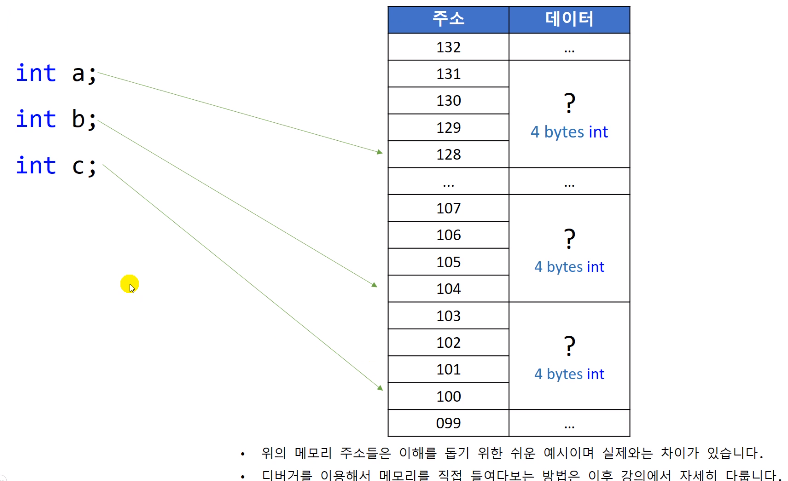 int a;
int b;
int c;
주소 데이터
132 ...
131
130
129
128
?
4 bytes int
... ...
107
106
105
104
?
4 bytes int
103
102
101
100
?
4 bytes int
099 ...
• 위의 메모리 주소들은 이해를 돕기 위한 쉬운 예시이며 실제와는 차이가 있습니다.
• 디버거를 이용해서 메모리를 직접 들여다보는 방법은 이후 강의에서 자세히 다룹니다.